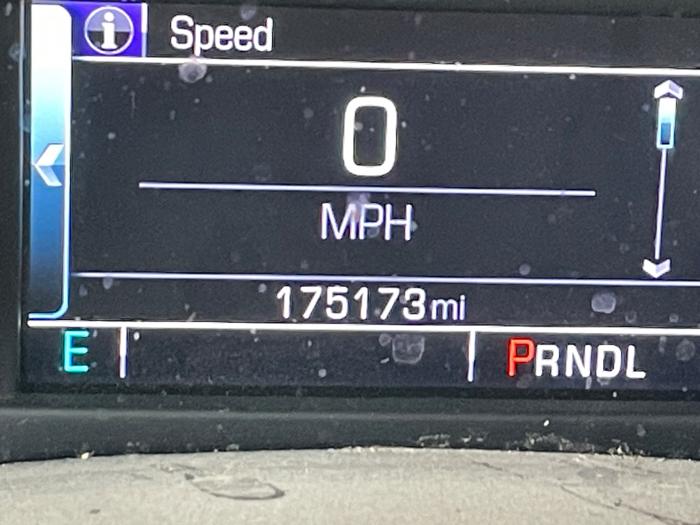 i Speed
0
MPH
175173mi
E PRNDL